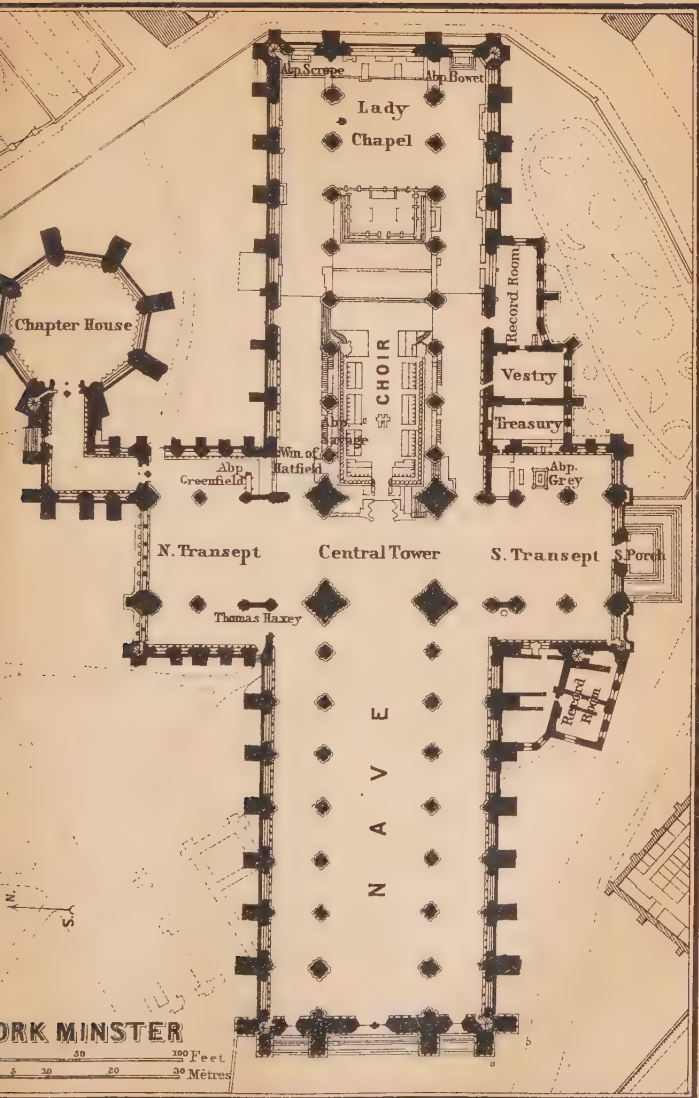 Abp. Scrope
Abp. Bowet
Lady
Chapel
Chapter House
Record Room
CHOIR
Vestry
Treasury
Abp.
Savage
Wm. of
Hatfield
Abp.
Greenfield
Abp.
Grey
N. Transept
Central Tower
S. Transept
S. Porch
Thomas Haxey
Record
Room
NAVE
N.
S.
ORK MINSTER
50
100 Feet
5
10
20
30 Mètres